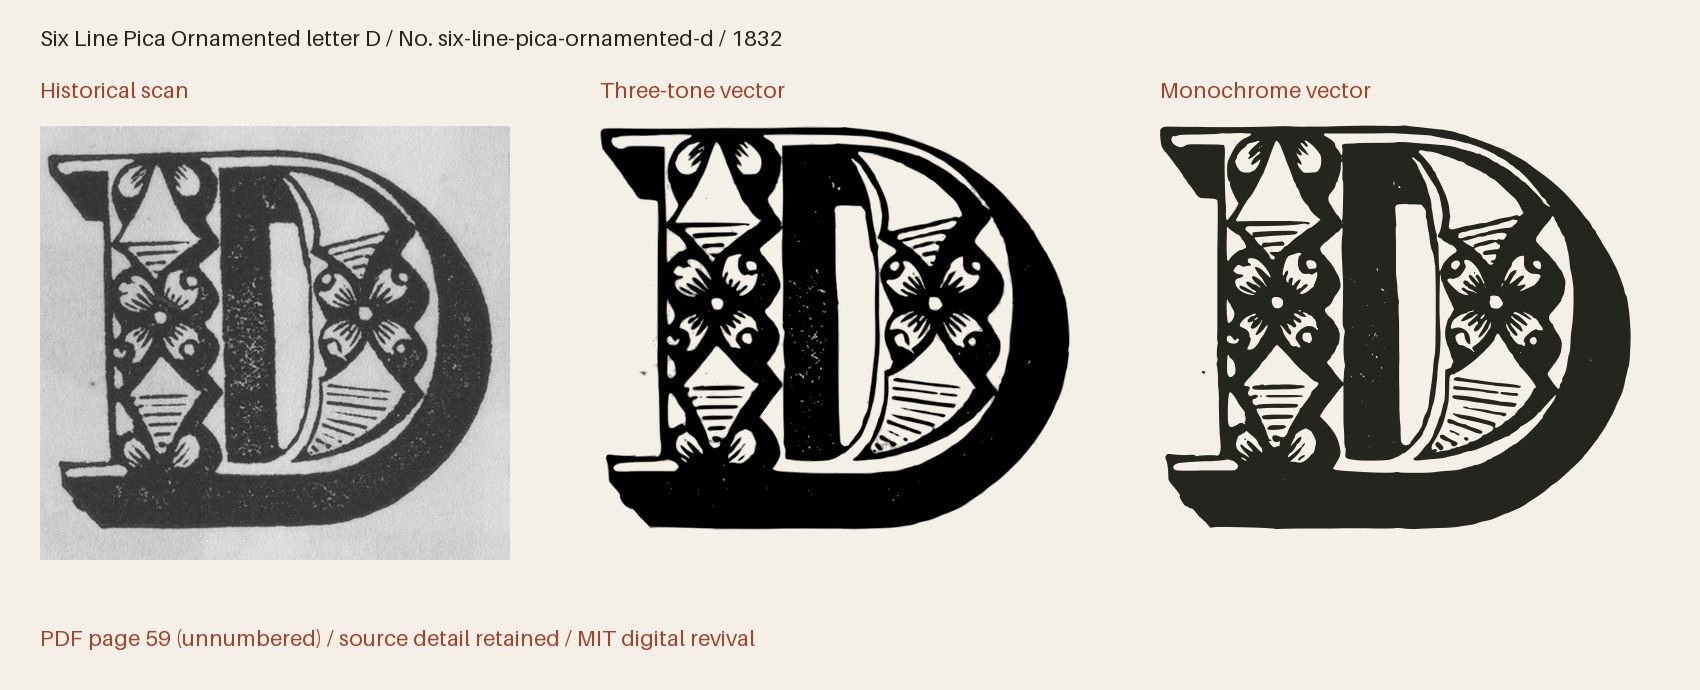 Six Line Pica Ornamented letter D / No. six-line-pica-ornamented-d / 1832
Historical scan
Three-tone vector
Monochrome vector
D
D
D
PDF page 59 (unnumbered) / source detail retained / MIT digital revival